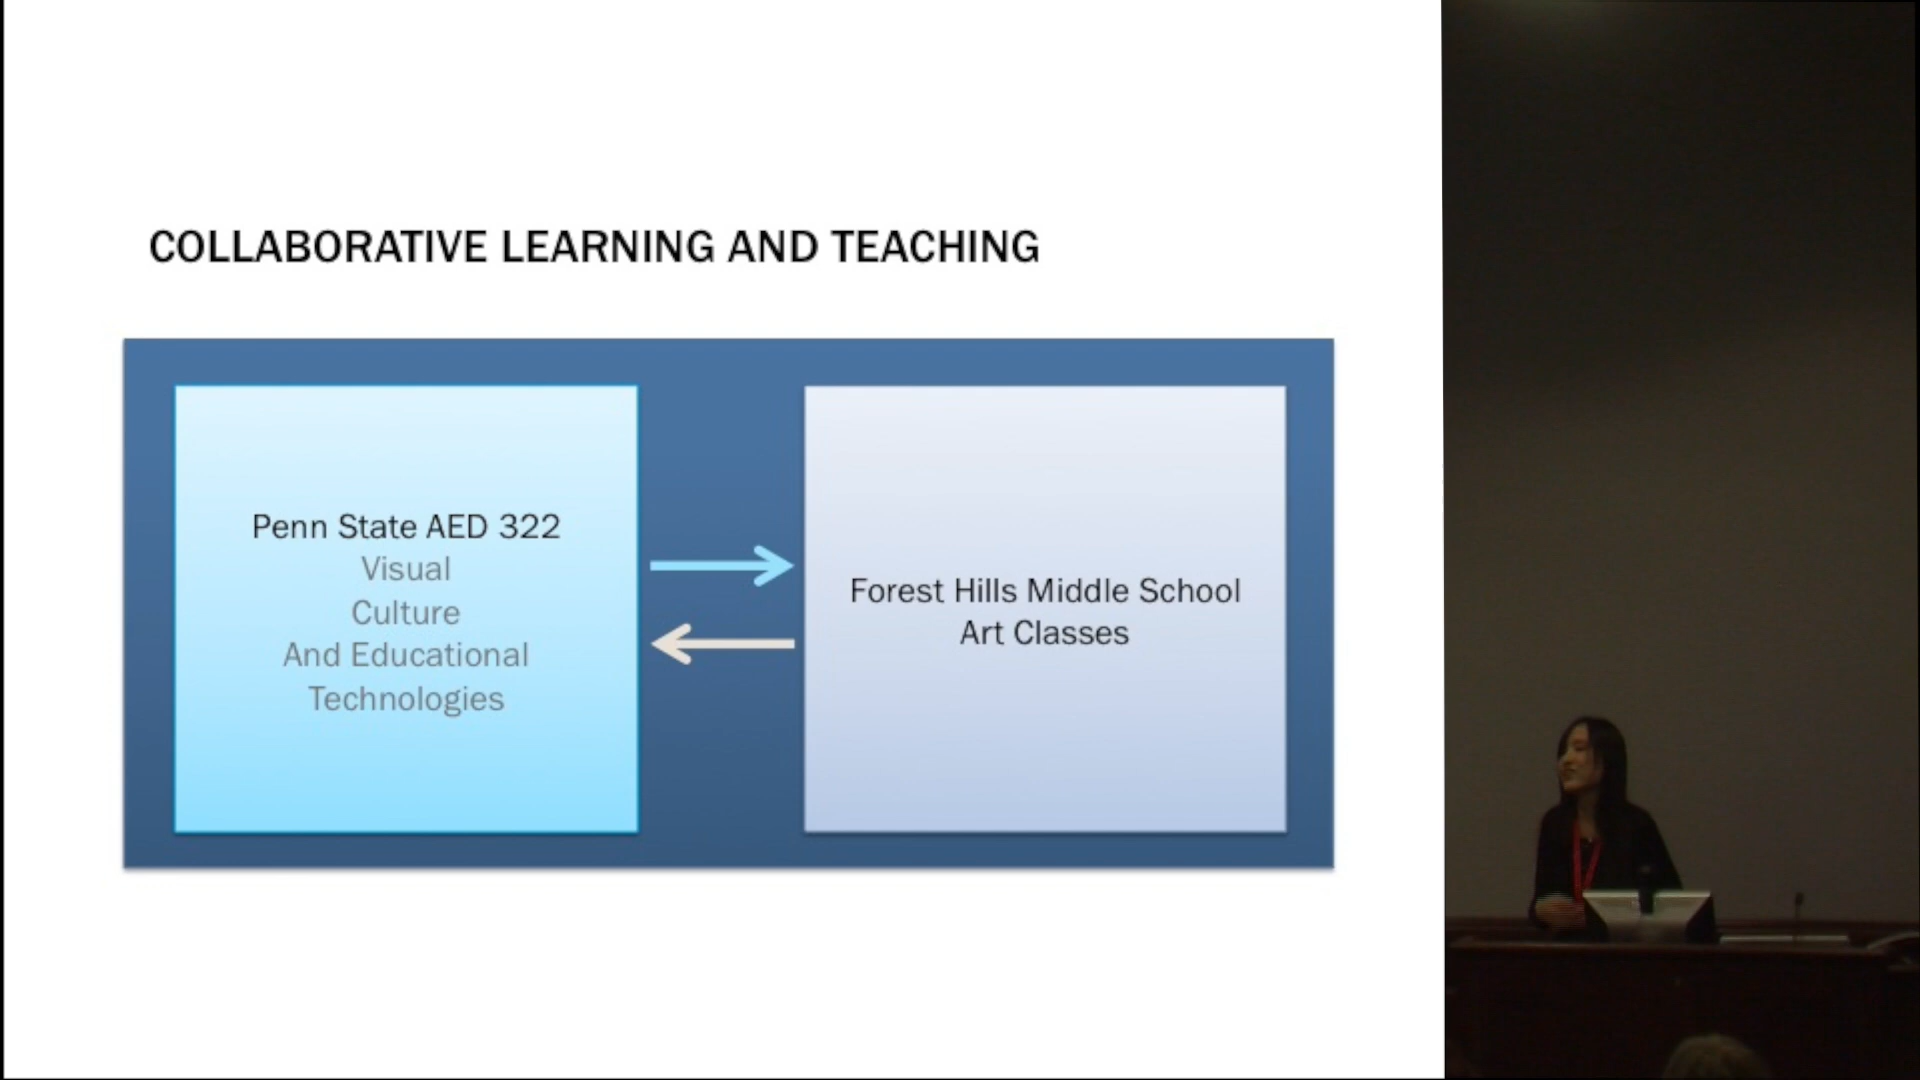 COLLABORATIVE LEARNING AND TEACHING
Penn State AED 322
Visual
Culture
And Educational
Technologies
Forest Hills Middle School
Art Classes